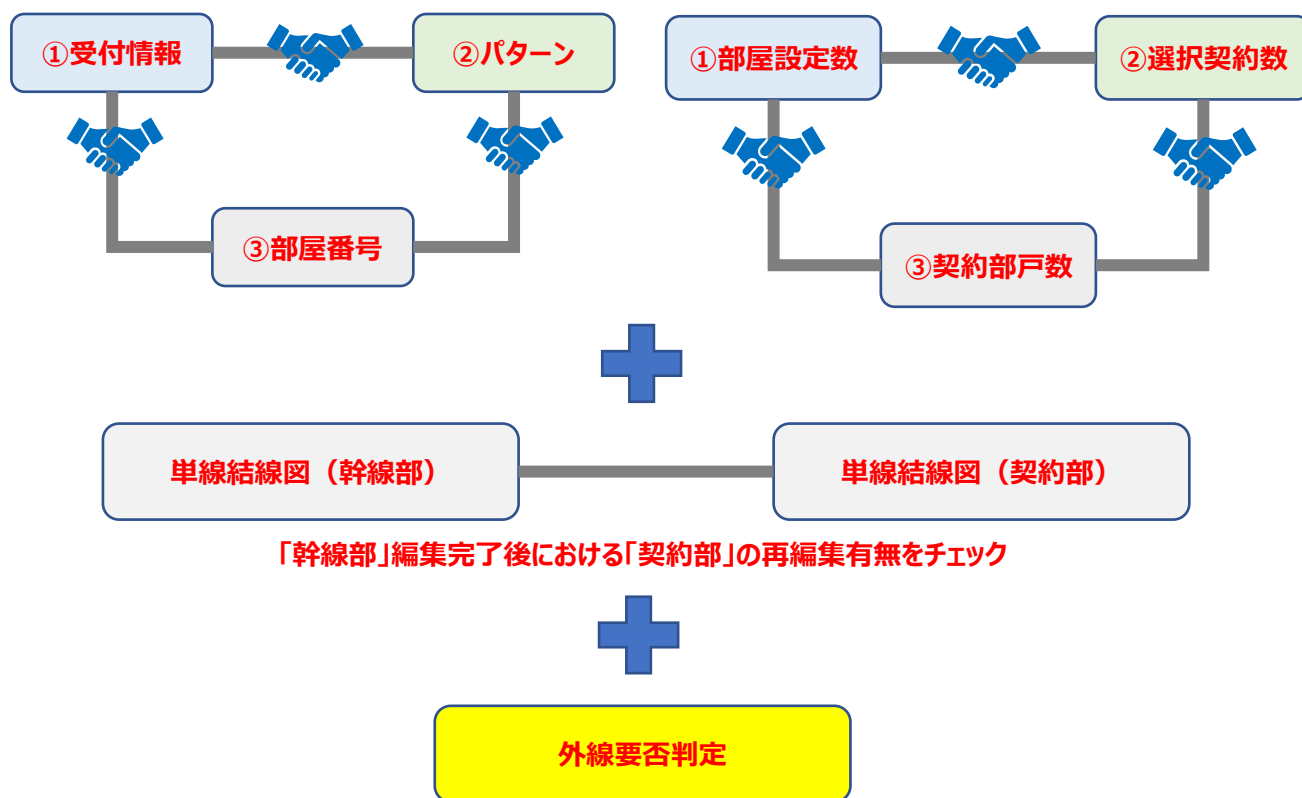 ①受付情報
②パターン
③部屋番号
①部屋設定数
②選択契約数
③契約部戸数
単線結線図（幹線部）
単線結線図（契約部）
「幹線部」編集完了後における「契約部」の再編集有無をチェック
外線要否判定